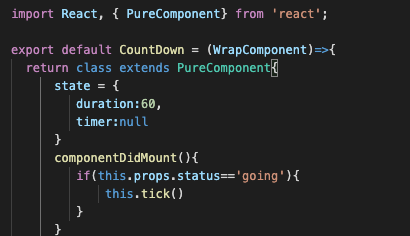 import React, { PureComponent} from 'react';
export default CountDown = (WrapComponent)=>{
return class extends PureComponent{
state = {
duration:60,
timer:null
}
componentDidMount(){
if(this.props.status=='going'){
this.tick()
}
}